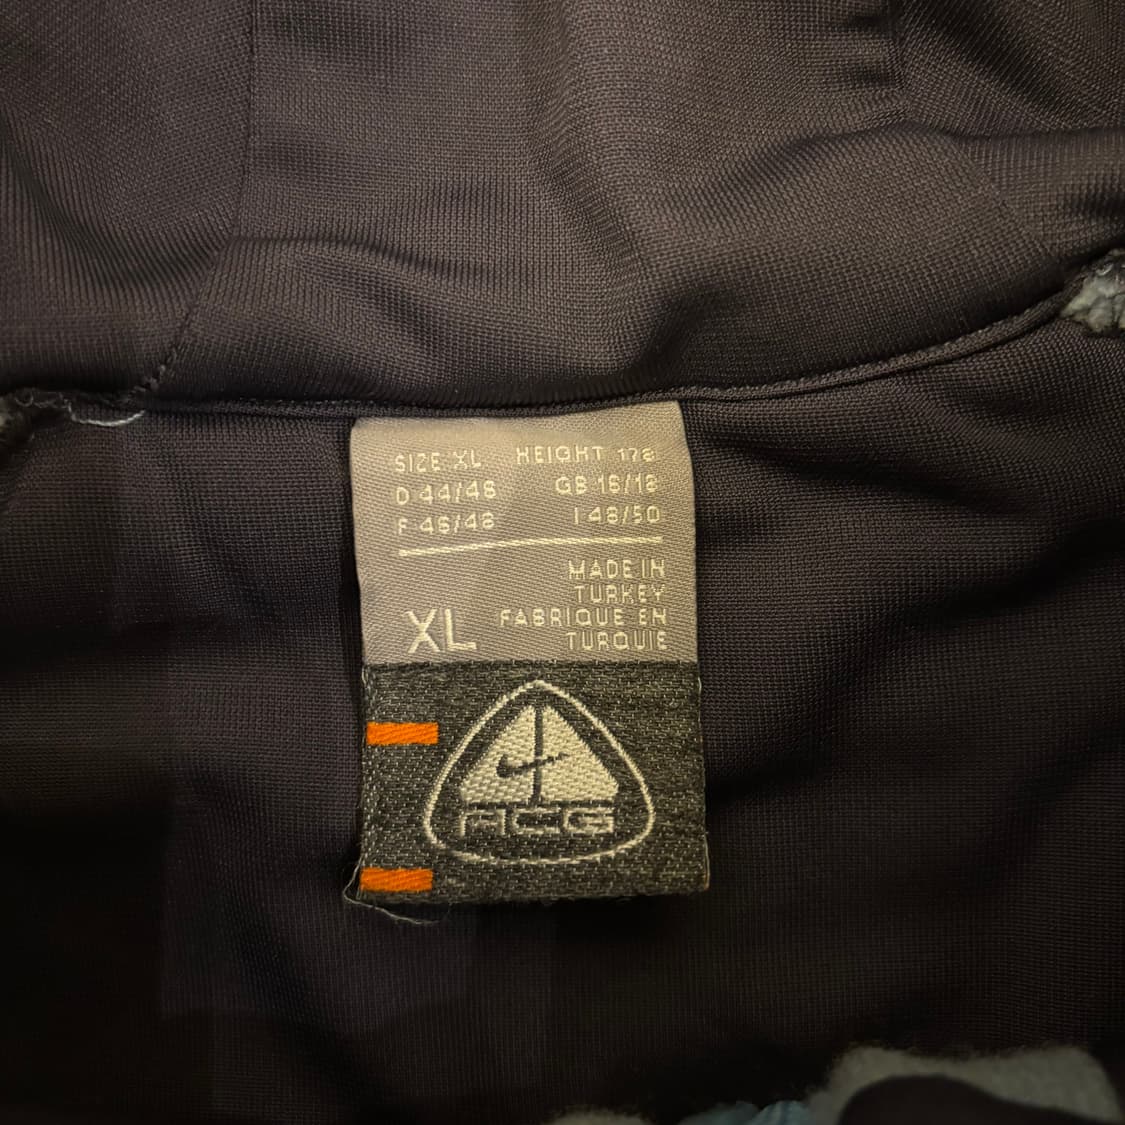 SIZE XL HEIGHT 178
D 44/46 GB 16/18
F 46/48 I 48/50
MADE IN
TURKEY
XL FABRIQUE EN
TURQUIE
ACG